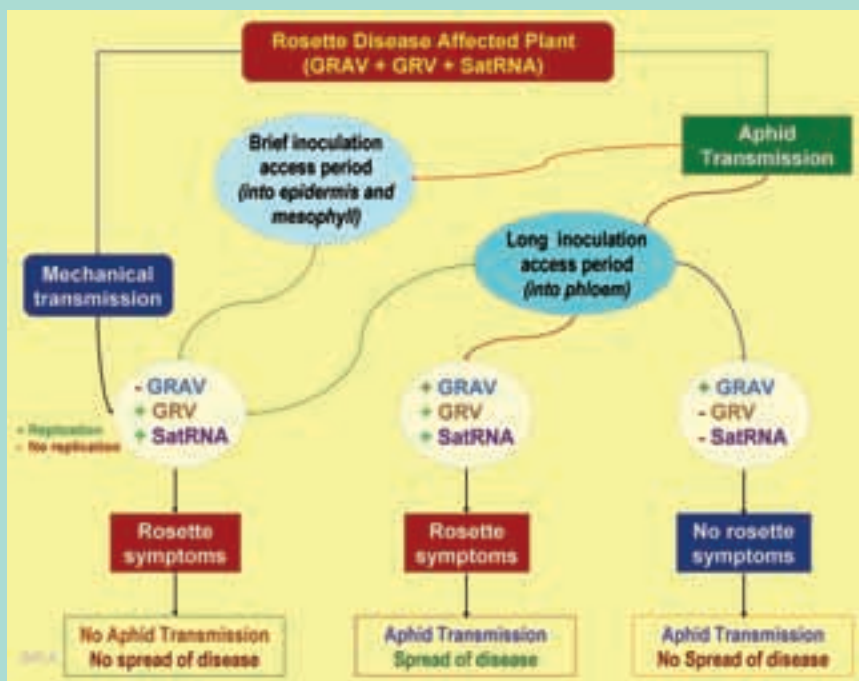 Rosette Disease Affected Plant
(GRAV + GRV + SatRNA)
Aphid
Transmission
Brief inoculation
access period
(into epidermis and
mesophyll)
Long inoculation
access period
(into phloem)
Mechanical
transmission
- GRAV
+ GRV
+ SatRNA
+ GRAV
+ GRV
+ SatRNA
+ GRAV
- GRV
- SatRNA
+ Replication
- No replication
Rosette
symptoms
Rosette
symptoms
No rosette
symptoms
No Aphid Transmission
No spread of disease
Aphid Transmission
Spread of disease
Aphid Transmission
No Spread of disease